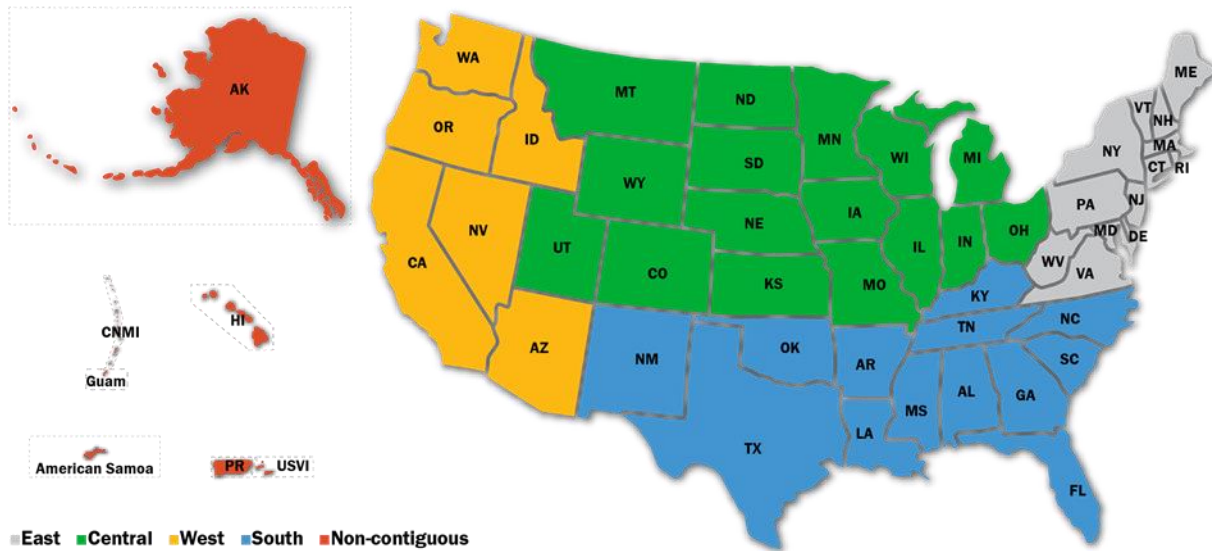 AK
CNMI
Guam
HI
American Samoa
PR
USVI
WA
OR
ID
CA
NV
AZ
MT
ND
SD
WY
NE
UT
CO
KS
MN
IA
MO
WI
IL
MI
IN
OH
ME
VT
NH
MA
NY
CT
RI
PA
NJ
MD
DE
WV
VA
KY
TN
NC
SC
NM
OK
AR
TX
LA
MS
AL
GA
FL
East Central West South Non-contiguous